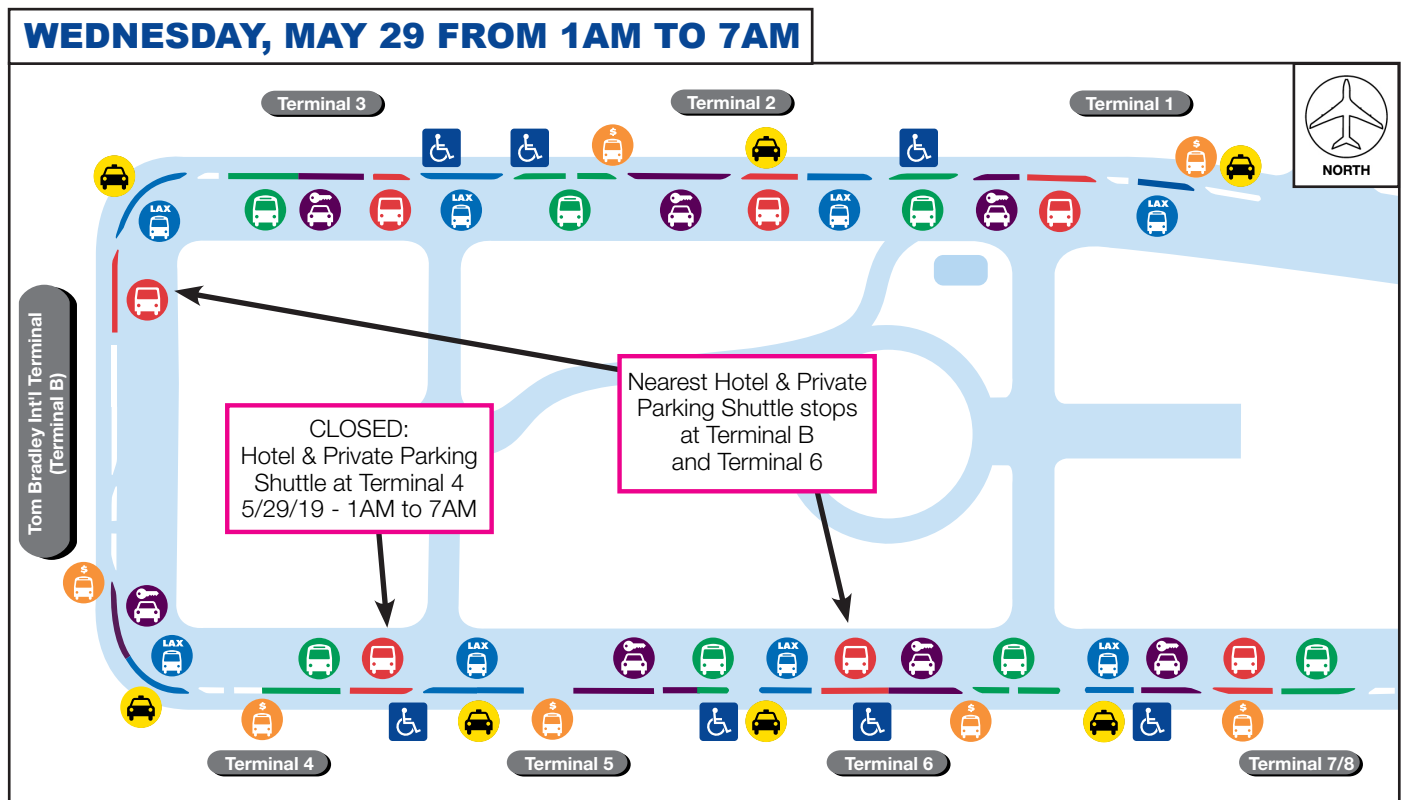 WEDNESDAY, MAY 29 FROM 1AM TO 7AM
Terminal 3
Terminal 2
Terminal 1
NORTH
$
$
LAX
LAX
LAX
LAX
Tom Bradley Int'l Terminal
(Terminal B)
Nearest Hotel & Private
Parking Shuttle stops
at Terminal B
and Terminal 6
CLOSED:
Hotel & Private Parking
Shuttle at Terminal 4
5/29/19 - 1AM to 7AM
$
LAX
LAX
LAX
LAX
$
$
$
$
Terminal 4
Terminal 5
Terminal 6
Terminal 7/8